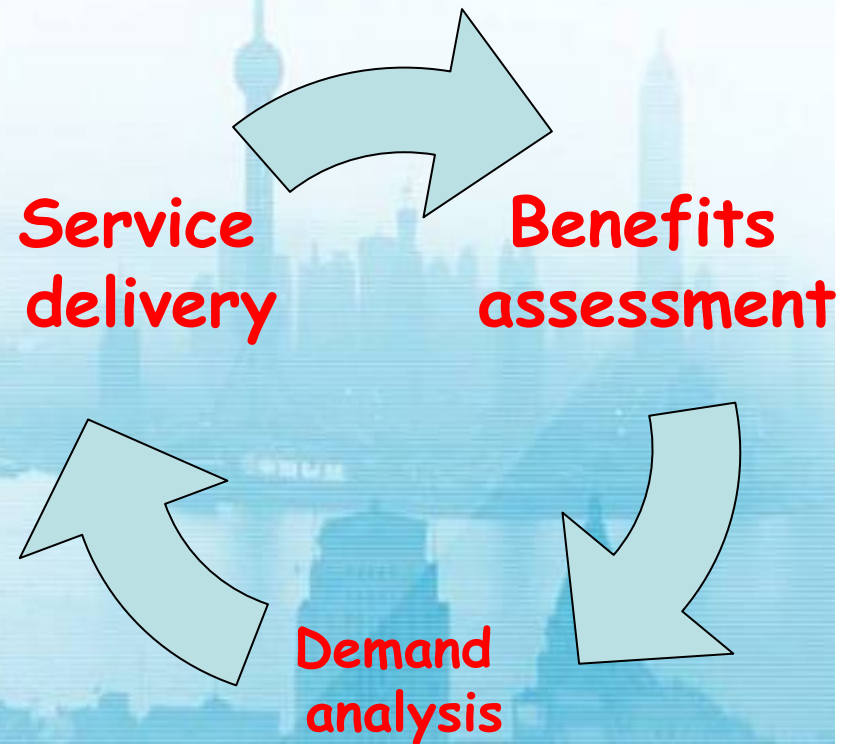 Service
delivery
Benefits
assessment
Demand
analysis